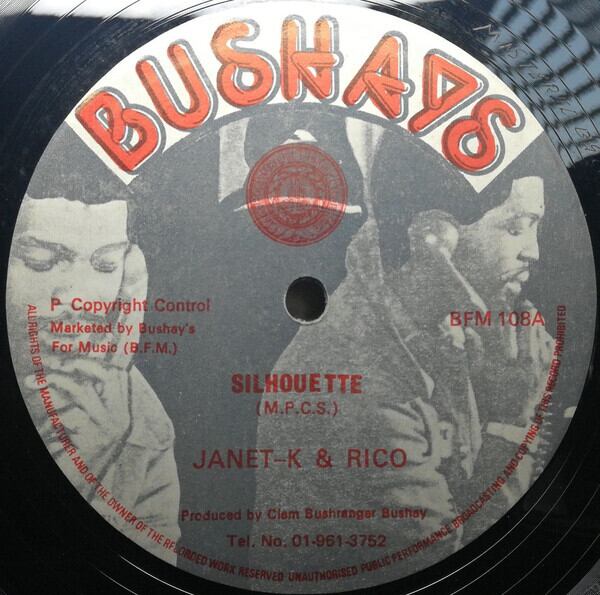 BUSHAYS
P Copyright Control
Marketed by Bushay's
For Music (B.F.M.)
BFM 108A
SILHOUETTE
(M.P.C.S.)
JANET-K & RICO
Produced by Clem Bushranger Bushay
Tel. No. 01-961-3752
ALL RIGHTS OF THE MANUFACTURER AND OF THE OWNER OF THE RECORDED WORK RESERVED UNAUTHORISED PUBLIC PERFORMANCE BROADCASTING AND COPYING OF THIS RECORD PROHIBITED